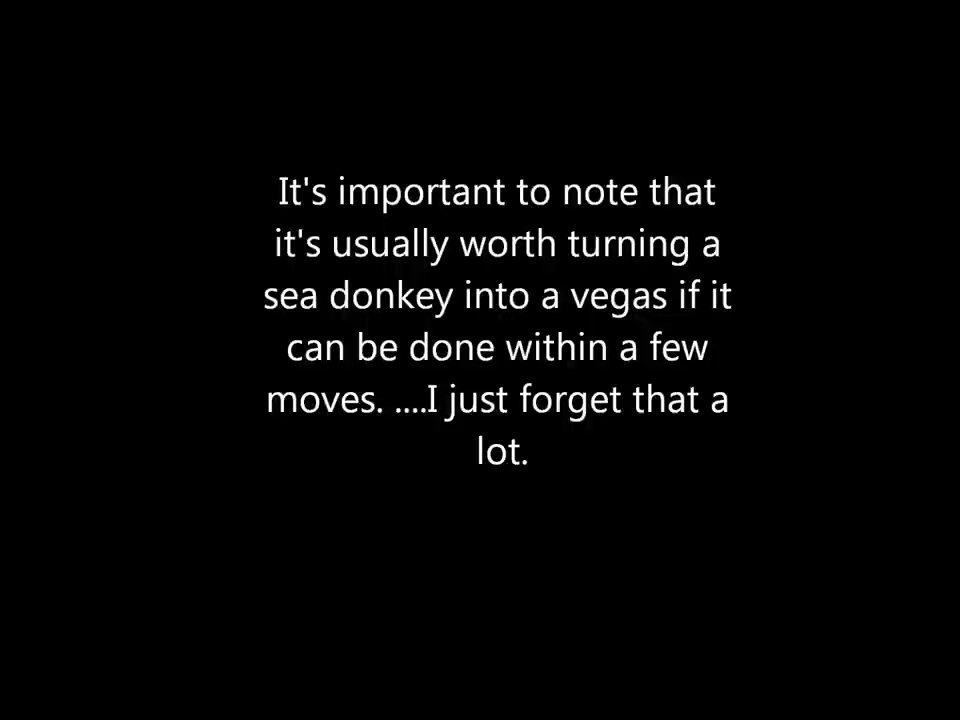 It's important to note that
it's usually worth turning a
sea donkey into a vegas if it
can be done within a few
moves. ....I just forget that a
lot.